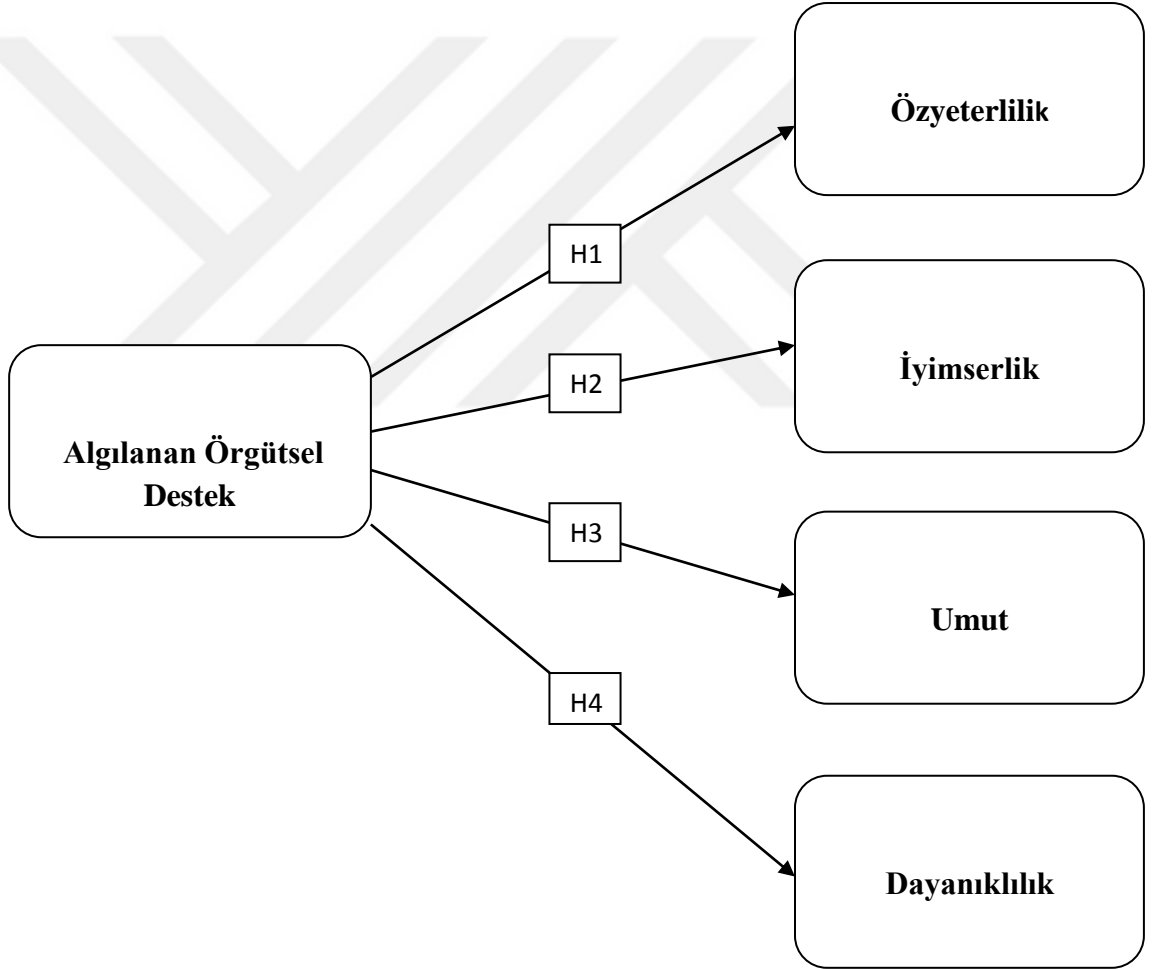 Özyeterlilik
H1
İyimserlik
H2
Algılanan Örgütsel
Destek
H3
Umut
H4
Dayanıklılık